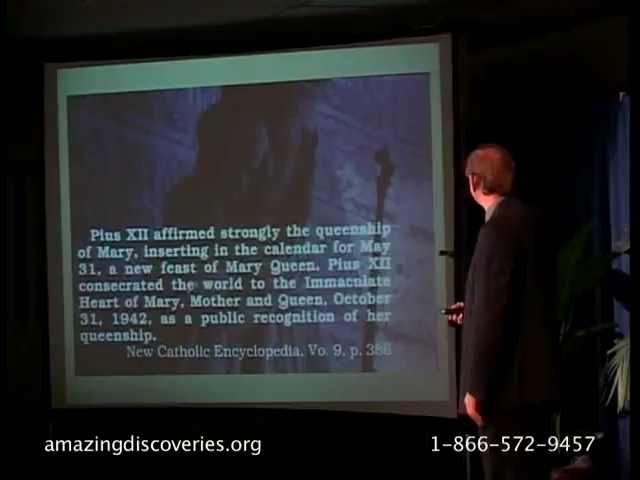 Pius XII affirmed strongly the queenship
of Mary, inserting in the calendar for May
31, a new feast of Mary Queen. Pius XII
consecrated the world to the Immaculate
Heart of Mary, Mother and Queen, October
31, 1942, as a public recognition of her
queenship.
New Catholic Encyclopedia. Vo. 9, p. 386
amazingdiscoveries.org
1-866-572-9457